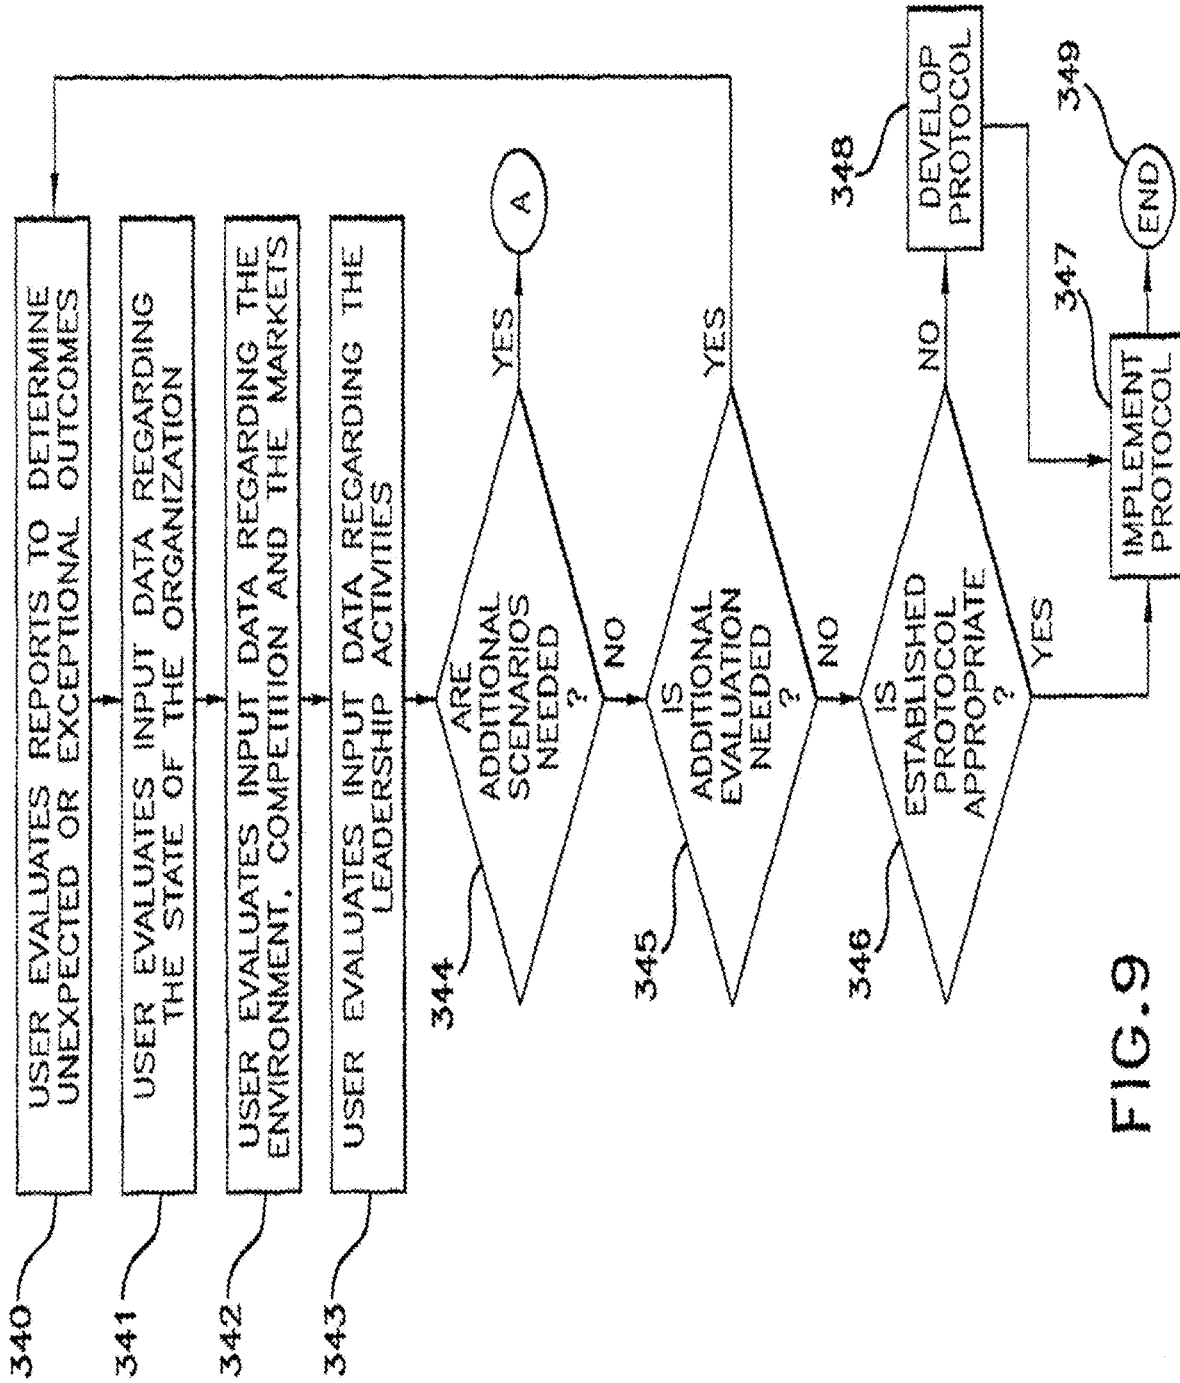 340
USER EVALUATES REPORTS TO DETERMINE
UNEXPECTED OR EXCEPTIONAL OUTCOMES
341
USER EVALUATES INPUT DATA REGARDING
THE STATE OF THE ORGANIZATION
342
USER EVALUATES INPUT DATA REGARDING THE
ENVIRONMENT, COMPETITION AND THE MARKETS
343
USER EVALUATES INPUT DATA REGARDING THE
LEADERSHIP ACTIVITIES
344
ARE
ADDITIONAL
SCENARIOS
NEEDED
?
YES
A
NO
345
IS
ADDITIONAL
EVALUATION
NEEDED
?
YES
NO
346
IS
ESTABLISHED
PROTOCOL
APPROPRIATE
?
NO
348
DEVELOP
PROTOCOL
YES
347
IMPLEMENT
PROTOCOL
349
END
FIG.9